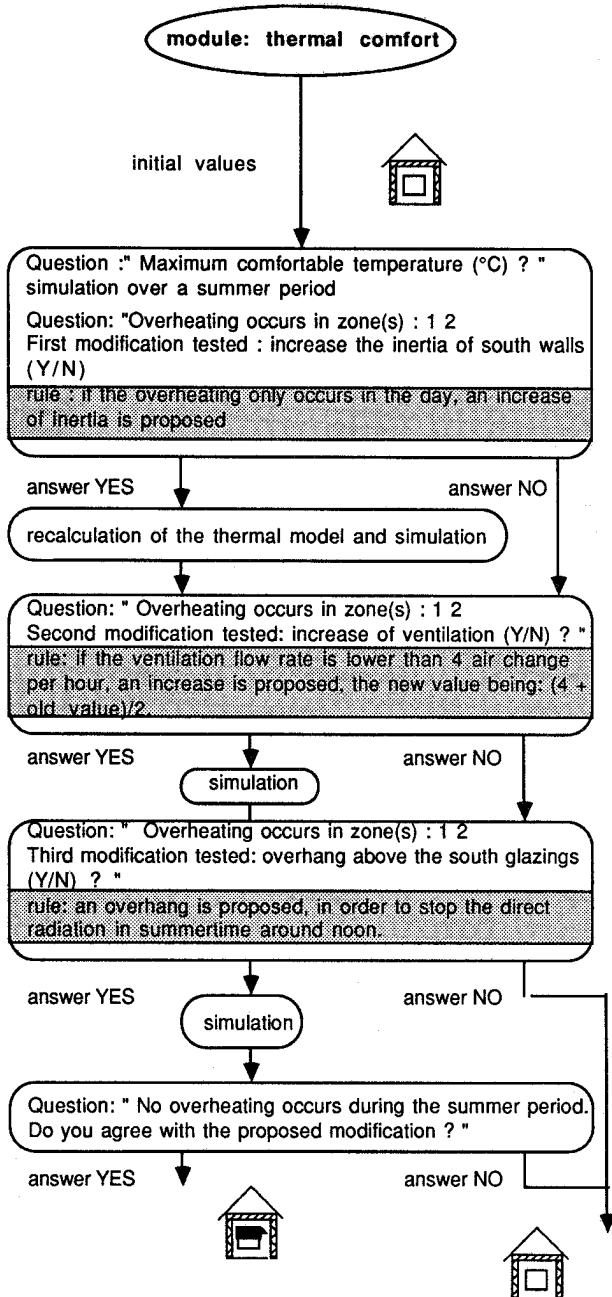 module: thermal comfort
initial values
Question :" Maximum comfortable temperature (°C) ? "
simulation over a summer period
Question: "Overheating occurs in zone(s) : 1 2
First modification tested : increase the inertia of south walls
(Y/N)
rule : if the overheating only occurs in the day, an increase
of inertia is proposed
answer YES
answer NO
recalculation of the thermal model and simulation
Question: " Overheating occurs in zone(s) : 1 2
Second modification tested: increase of ventilation (Y/N) ? "
rule: if the ventilation flow rate is lower than 4 air change
per hour, an increase is proposed, the new value being: (4 +
old value)/2.
answer YES
answer NO
simulation
Question: " Overheating occurs in zone(s) : 1 2
Third modification tested: overhang above the south glazings
(Y/N) ? "
rule: an overhang is proposed, in order to stop the direct
radiation in summertime around noon.
answer YES
answer NO
simulation
Question: " No overheating occurs during the summer period.
Do you agree with the proposed modification ? "
answer YES
answer NO